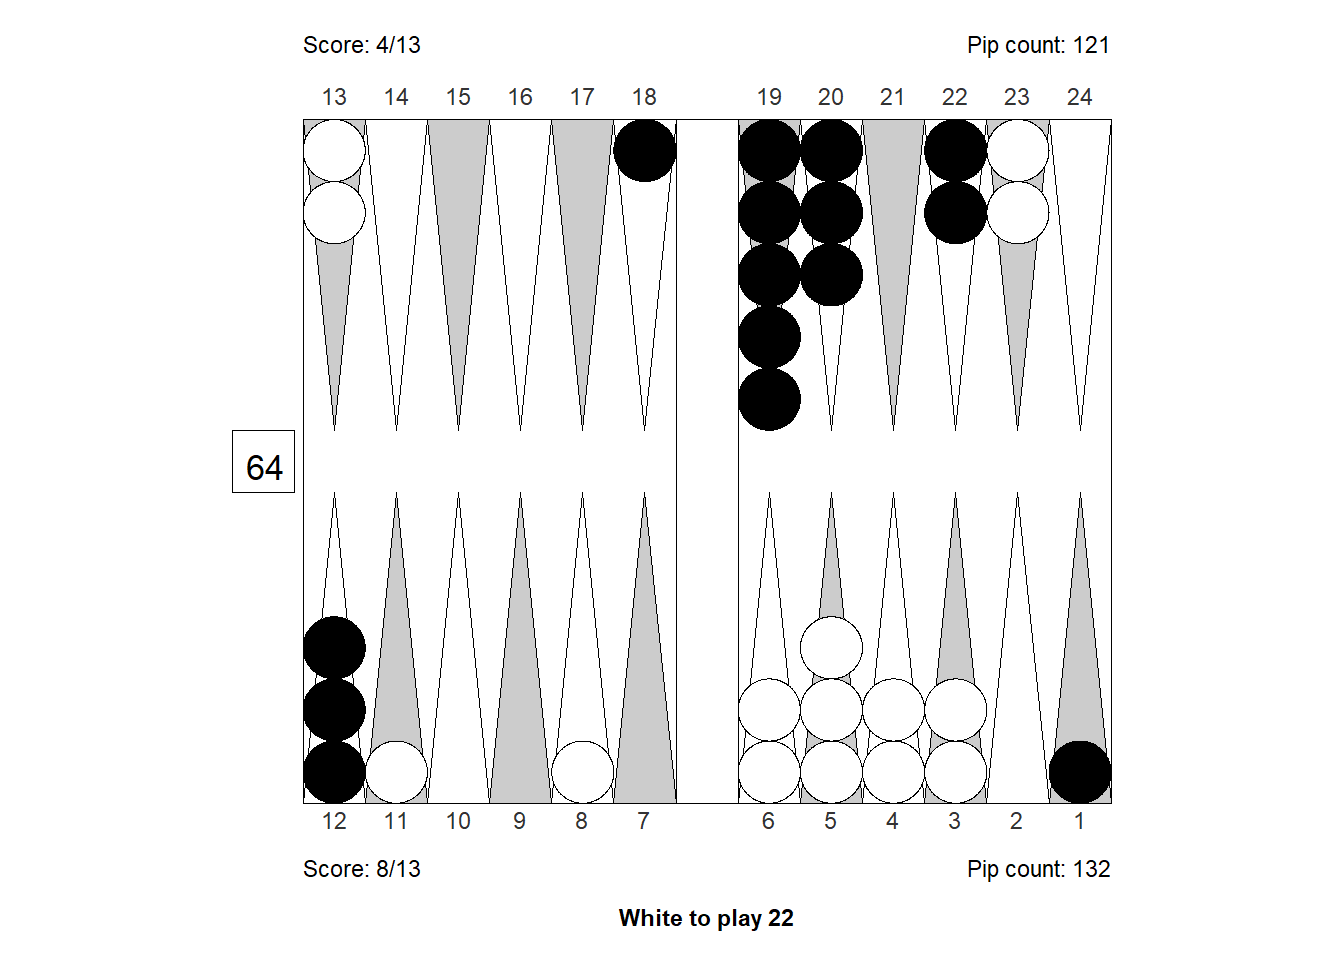 Score: 4/13 Pip count: 121
13 14 15 16 17 18 19 20 21 22 23 24
64
12 11 10 9 8 7 6 5 4 3 2 1
Score: 8/13 Pip count: 132
White to play 22